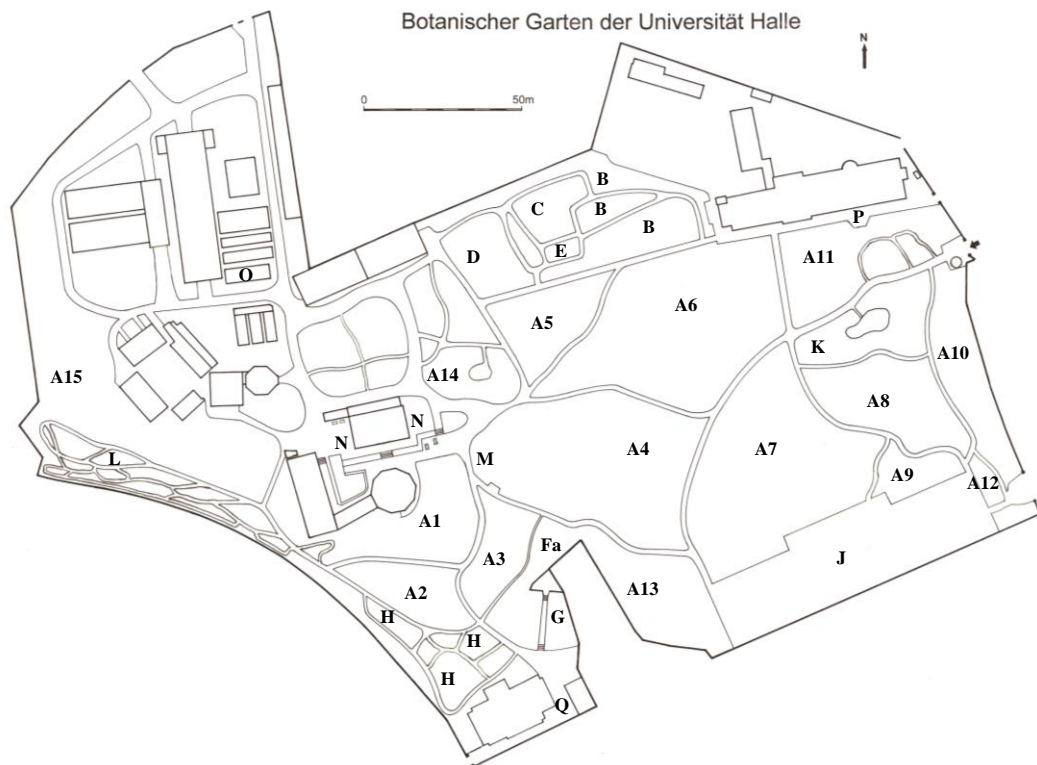 Botanischer Garten der Universität Halle
N
0 50m
B
C
B
P
B
A11
D
E
O
A6
A5
K
A10
A15
A14
A8
N
N
L
M
A4
A7
A9
A12
A1
Fa
A3
J
A2
A13
G
H
H
H
Q